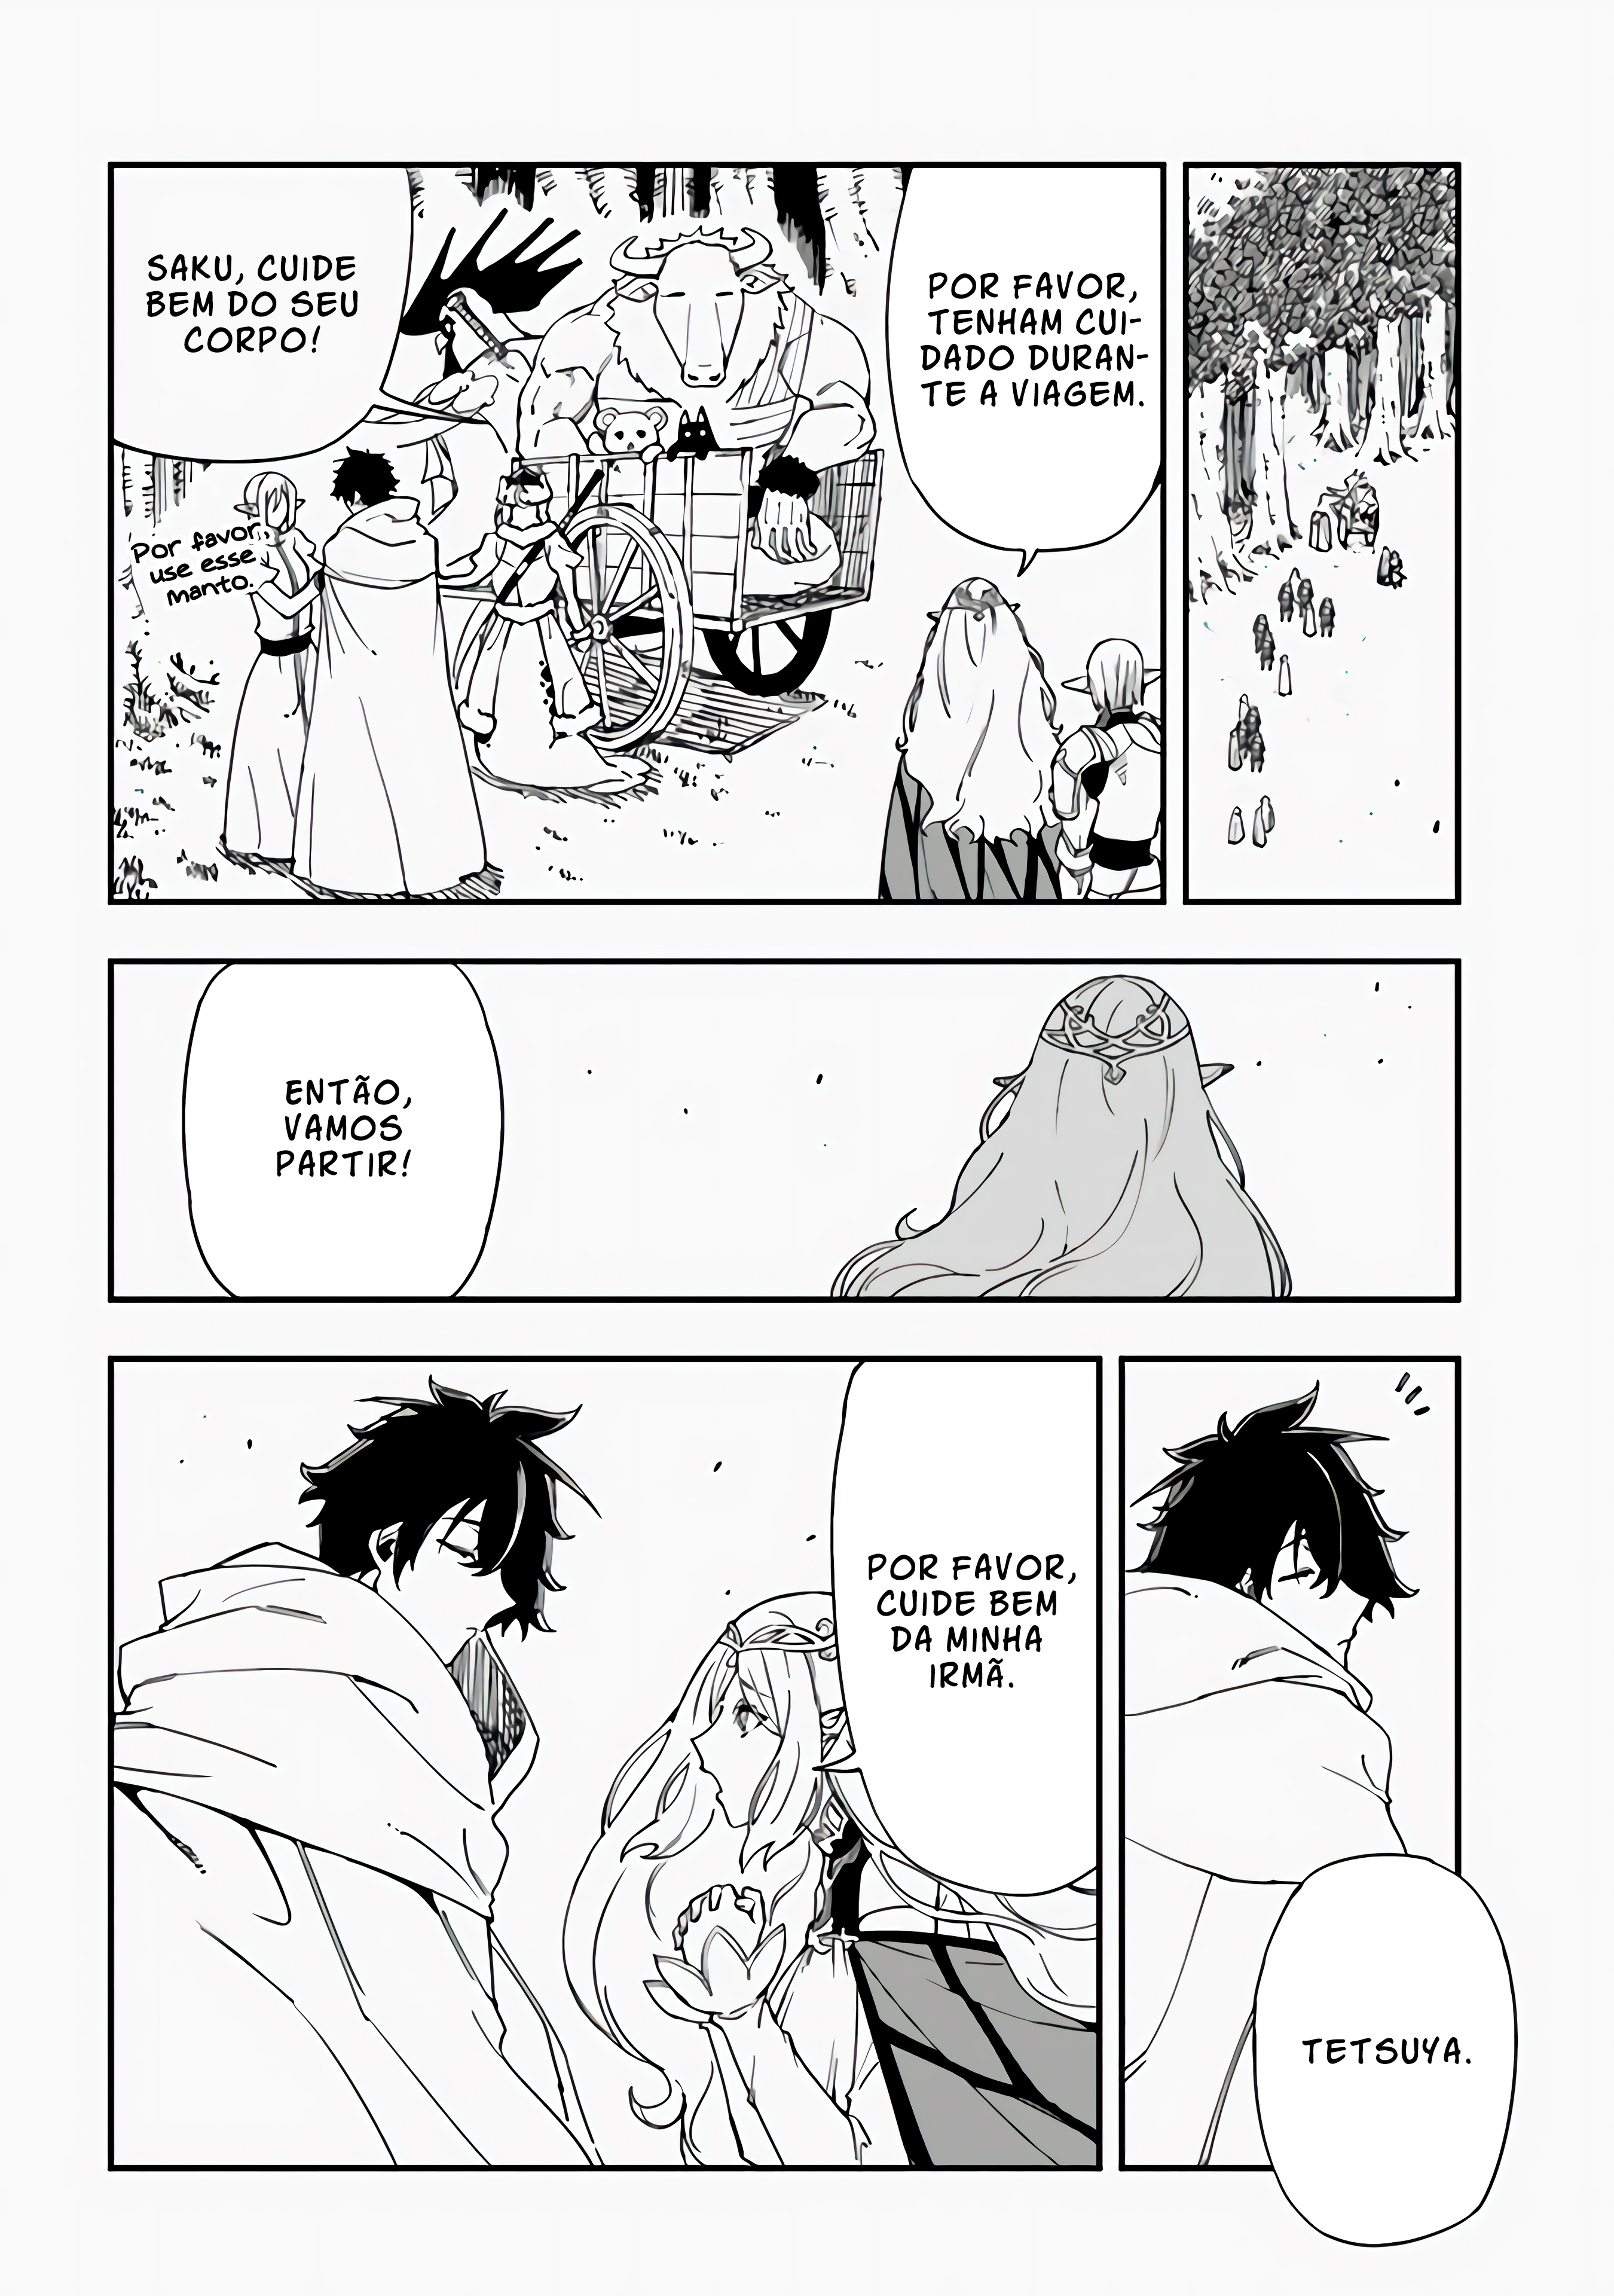 POR FAVOR,
TENHAM CUI-
DADO DURAN-
TE A VIAGEM.
SAKU, CUIDE
BEM DO SEU
CORPO!
Por favor,
use esse
manto.
ENTÃO,
VAMOS
PARTIR!
TETSUYA.
POR FAVOR,
CUIDE BEM
DA MINHA
IRMÃ.